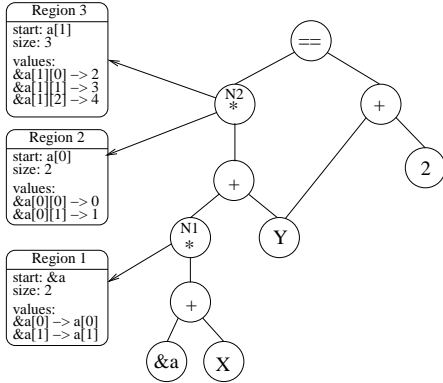 Region 3
start: a[1]
size: 3
values:
&a[1][0] −> 2
&a[1][1] −> 3
&a[1][2] −> 4
Region 2
start: a[0]
size: 2
values:
&a[0][0] −> 0
&a[0][1] −> 1
Region 1
start: &a
size: 2
values:
&a[0] −> a[0]
&a[1] −> a[1]
==
N2
*
+
2
+
N1
*
Y
+
&a
X